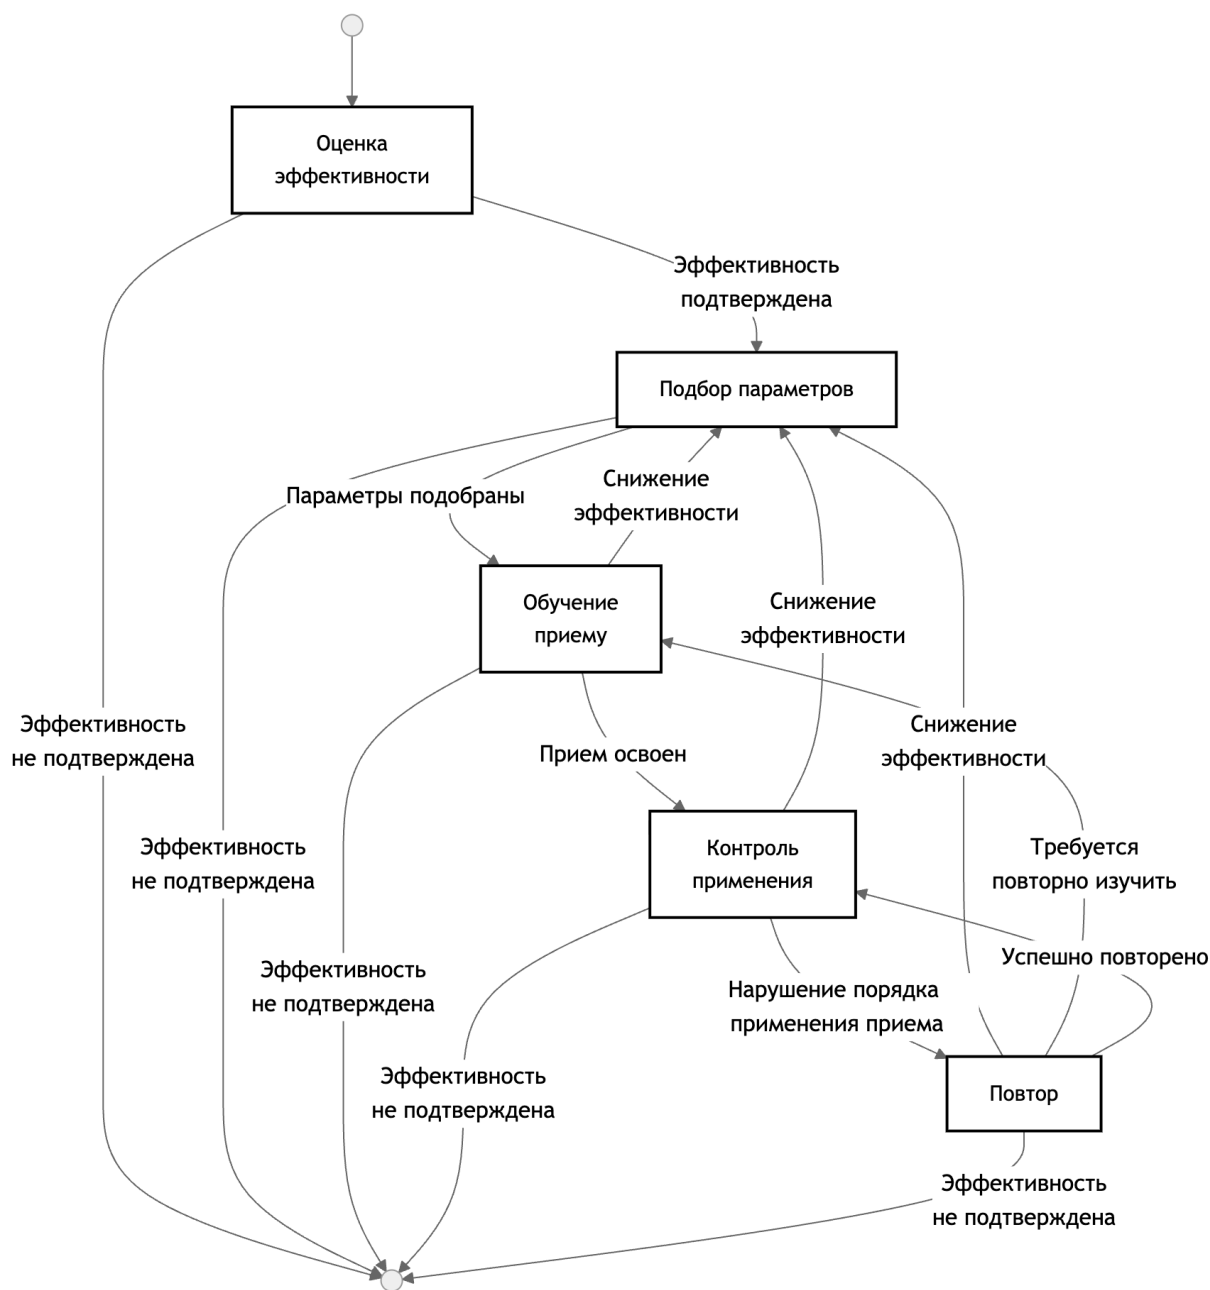 Оценка
эффективности
Эффективность
подтверждена
Подбор параметров
Параметры подобраны
Снижение
эффективности
Обучение
приему
Снижение
эффективности
Эффективность
не подтверждена
Прием освоен
Снижение
эффективности
Эффективность
не подтверждена
Контроль
применения
Требуется
повторно изучить
Эффективность
не подтверждена
Успешно повторено
Нарушение порядка
применения приема
Эффективность
не подтверждена
Повтор
Эффективность
не подтверждена